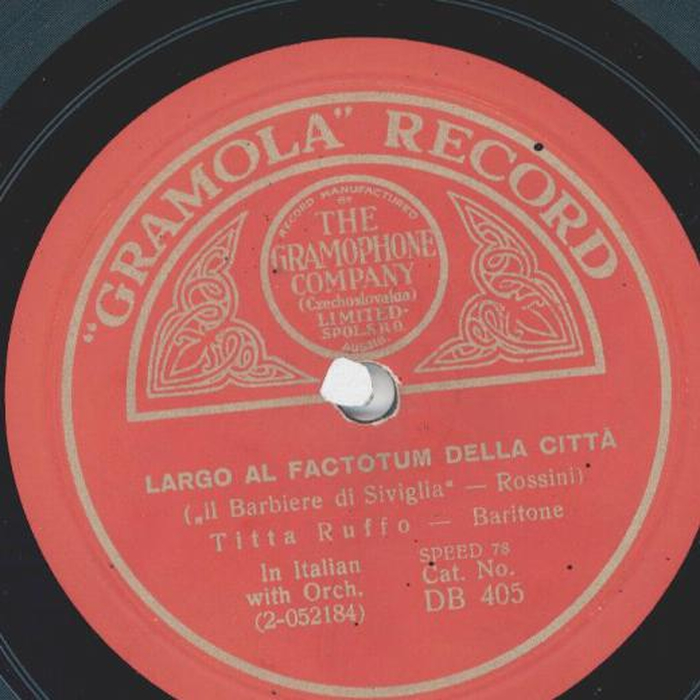 "GRAMOLA" RECORD
RECORD MANUFACTURED
BY
THE
GRAMOPHONE
COMPANY
(Czechoslovakia)
LIMITED.
SPOL.S R.O.
LARGO AL FACTOTUM DELLA CITTÀ
(„il Barbiere di Siviglia“ — Rossini)
Titta Ruffo — Baritone
In Italian
with Orch.
(2-052184)
SPEED 78
Cat. No.
DB 405